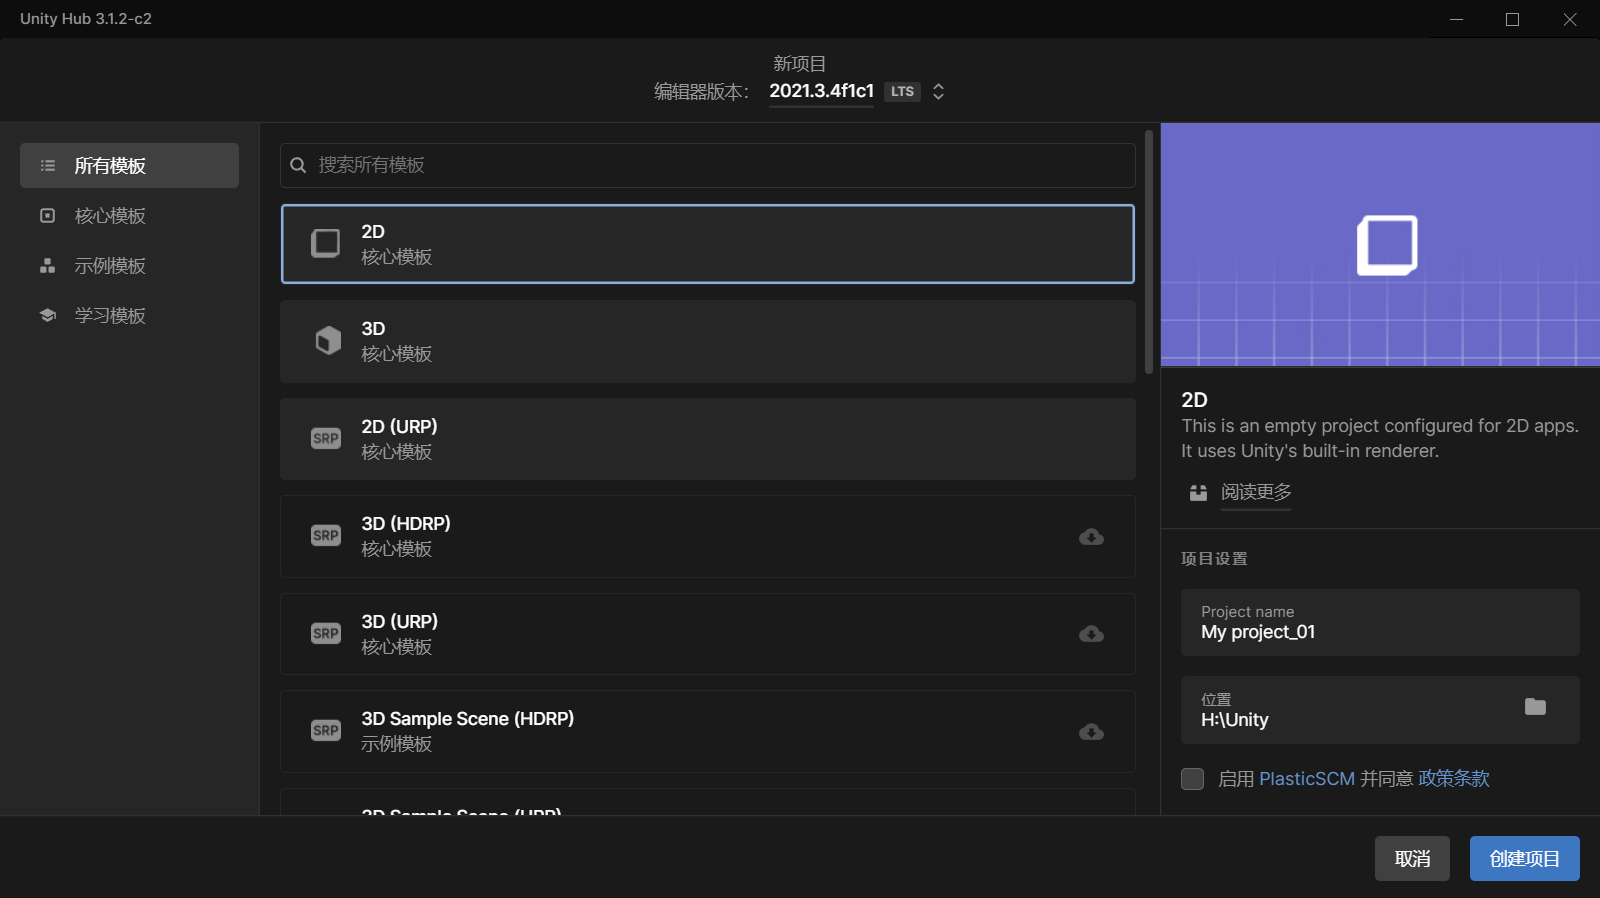 Unity Hub 3.1.2-c2
新项目
编辑器版本： 2021.3.4f1c1 LTS
所有模板
核心模板
示例模板
学习模板
搜索所有模板
2D
核心模板
3D
核心模板
SRP
2D (URP)
核心模板
SRP
3D (HDRP)
核心模板
SRP
3D (URP)
核心模板
SRP
3D Sample Scene (HDRP)
示例模板
3D Sample Scene (URP)
2D
This is an empty project configured for 2D apps.
It uses Unity's built-in renderer.
阅读更多
项目设置
Project name
My project_01
位置
H:\Unity
启用 PlasticSCM 并同意 政策条款
取消
创建项目